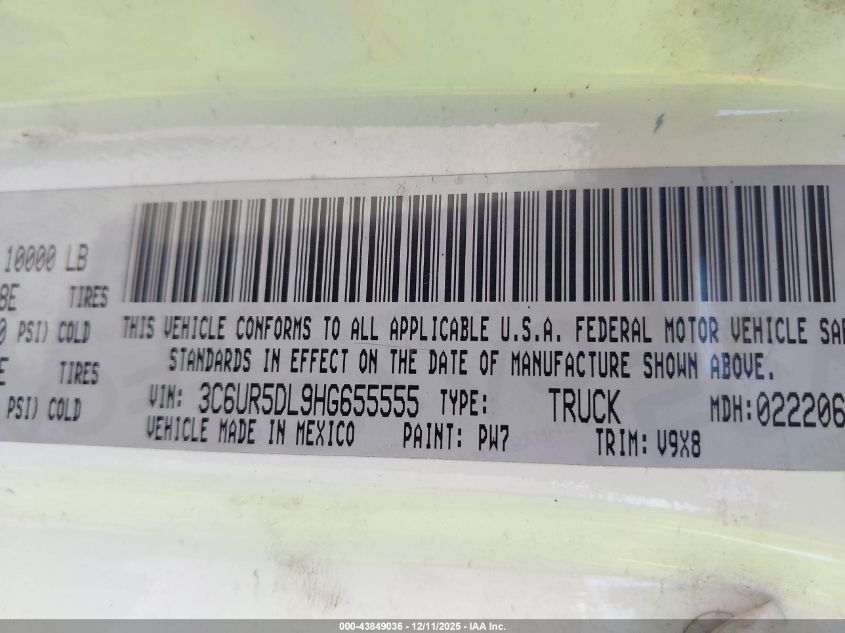 10000 LB
8E TIRES
0 PSI) COLD
E TIRES
PSI) COLD
THIS VEHICLE CONFORMS TO ALL APPLICABLE U.S.A. FEDERAL MOTOR VEHICLE SAF
STANDARDS IN EFFECT ON THE DATE OF MANUFACTURE SHOWN ABOVE.
VIN: 3C6UR5DL9HG655555 TYPE: TRUCK MDH: 022206
VEHICLE MADE IN MEXICO PAINT: PW7 TRIM: V9X8
000-43849036 - 12/11/2025 - IAA Inc.